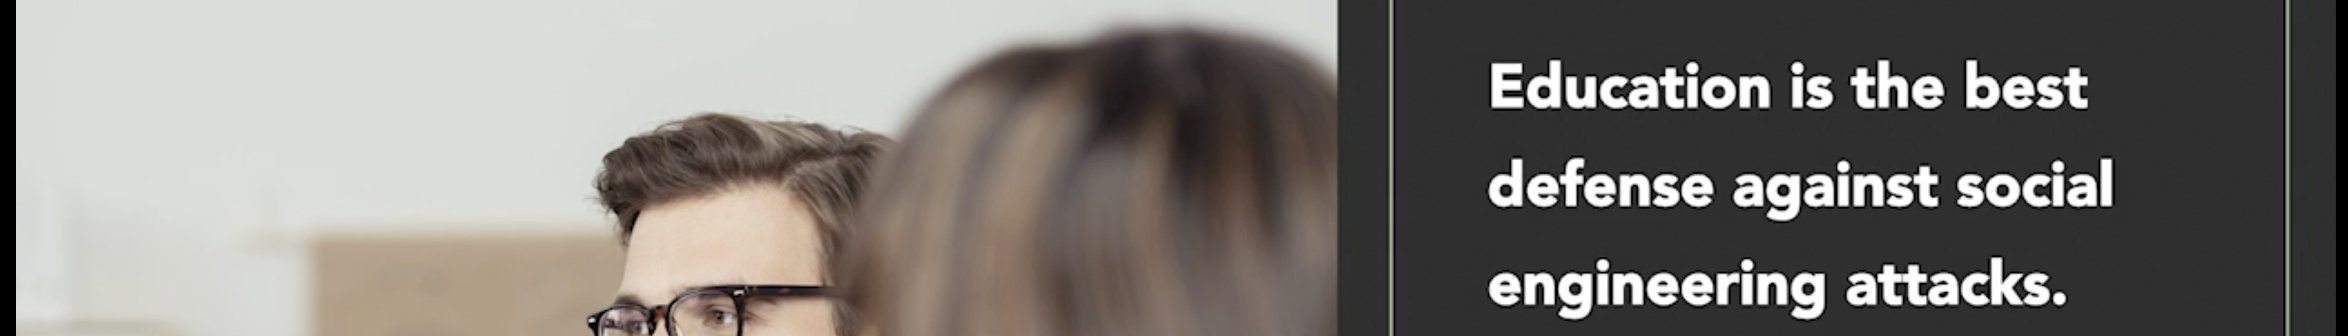 Education is the best
defense against social
engineering attacks.